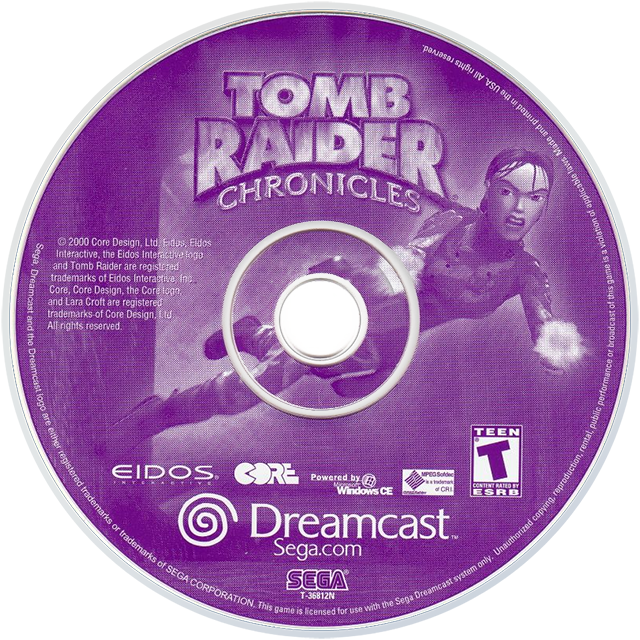 TOMB
RAIDER
CHRONICLES
© 2000 Core Design, Ltd. Eidos, Eidos
Interactive, the Eidos Interactive logo
and Tomb Raider are registered
trademarks of Eidos Interactive, Inc.
Core, Core Design, the Core logo,
and Lara Croft are registered
trademarks of Core Design, Ltd.
All rights reserved.
EIDOS
INTERACTIVE
CORE
Powered by
Microsoft
Windows CE
MPEG Sofdec
is a trademark
of CRI.
TEEN
T
CONTENT RATED BY
ESRB
Dreamcast™
Sega.com
SEGA®
T-36812N
Sega, Dreamcast and the Dreamcast logo are either registered trademarks or trademarks of SEGA CORPORATION. This game is licensed for use with the Sega Dreamcast system only. Unauthorized copying, reproduction, rental, public performance or broadcast of this game is a violation of applicable laws. Made and printed in the USA. All rights reserved.